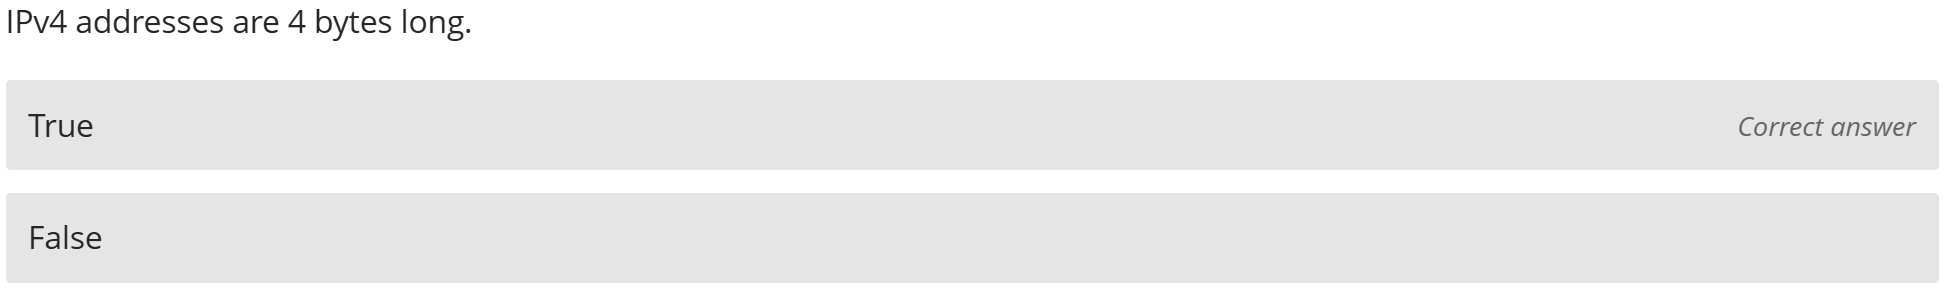 IPv4 addresses are 4 bytes long.
True Correct answer
False